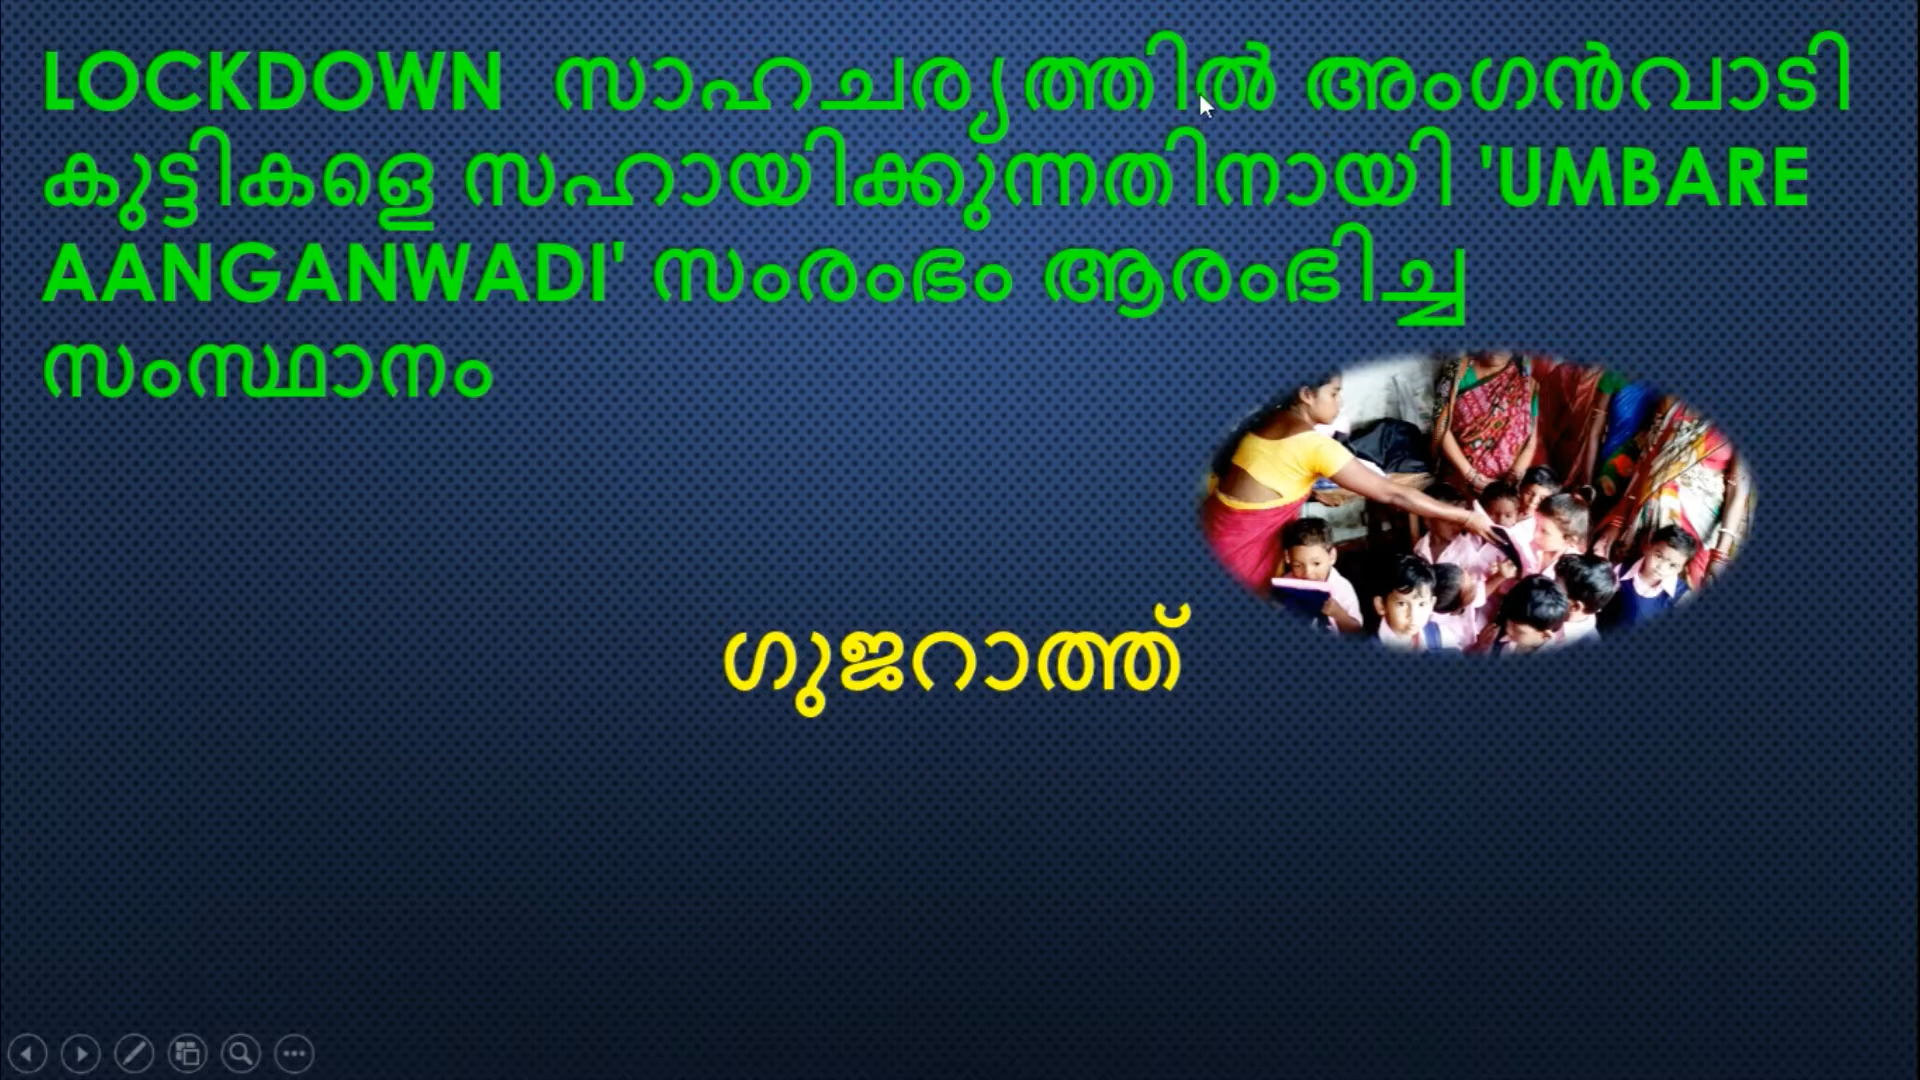 LOCKDOWN സാഹചര്യത്തിൽ അംഗൻവാടി
കുട്ടികളെ സഹായിക്കുന്നതിനായി 'UMBARE
AANGANWADI' സംരംഭം ആരംഭിച്ച
സംസ്ഥാനം
ഗുജറാത്ത്